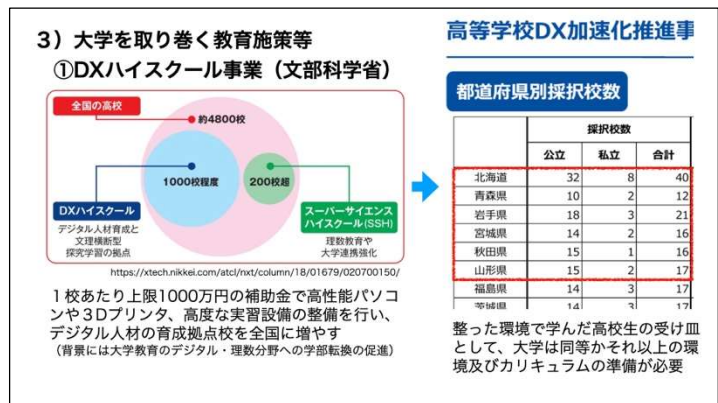 3）大学を取り巻く教育施策等
①DXハイスクール事業（文部科学省）
全国の高校
約4800校
1000校程度
200校超
DXハイスクール
デジタル人材育成と
文理横断型
探究学習の拠点
スーパーサイエンス
ハイスクール(SSH)
理数教育や
大学連携強化
https://xtech.nikkei.com/atcl/nxt/column/18/01679/020700150/
1校あたり上限1000万円の補助金で高性能パソコ
ンや3Dプリンタ、高度な実習設備の整備を行い、
デジタル人材の育成拠点校を全国に増やす
（背景には大学教育のデジタル・理数分野への学部転換の促進）
高等学校DX加速化推進事
都道府県別採択校数
採択校数
公立 私立 合計
北海道 32 8 40
青森県 10 2 12
岩手県 18 3 21
宮城県 14 2 16
秋田県 15 1 16
山形県 15 2 17
福島県 14 3 17
茨城県 14 3 17
整った環境で学んだ高校生の受け皿
として、大学は同等かそれ以上の環
境及びカリキュラムの準備が必要